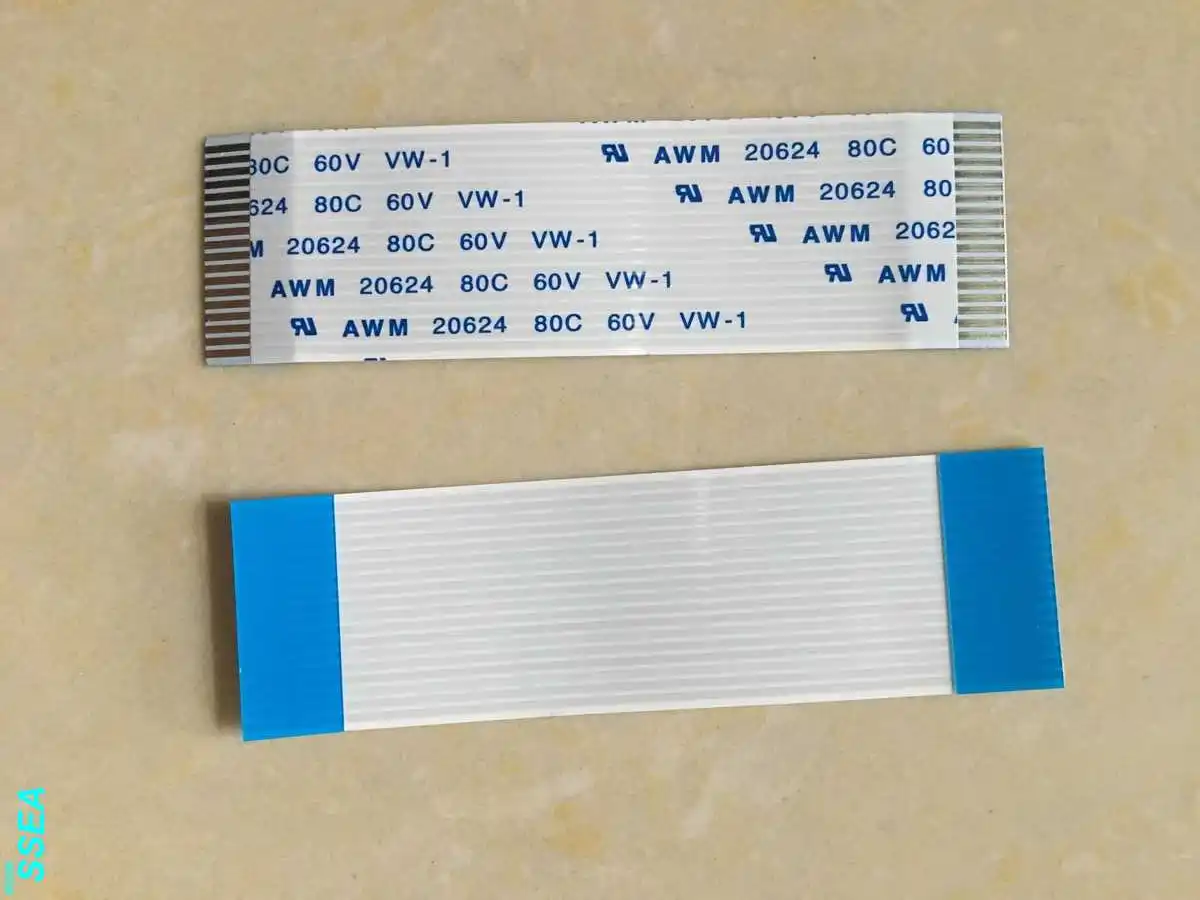 80C 60V VW-1 AWM 20624 80C 60
624 80C 60V VW-1 AWM 20624 80
M 20624 80C 60V VW-1 AWM 2062
AWM 20624 80C 60V VW-1 AWM
AWM 20624 80C 60V VW-1
SSEA